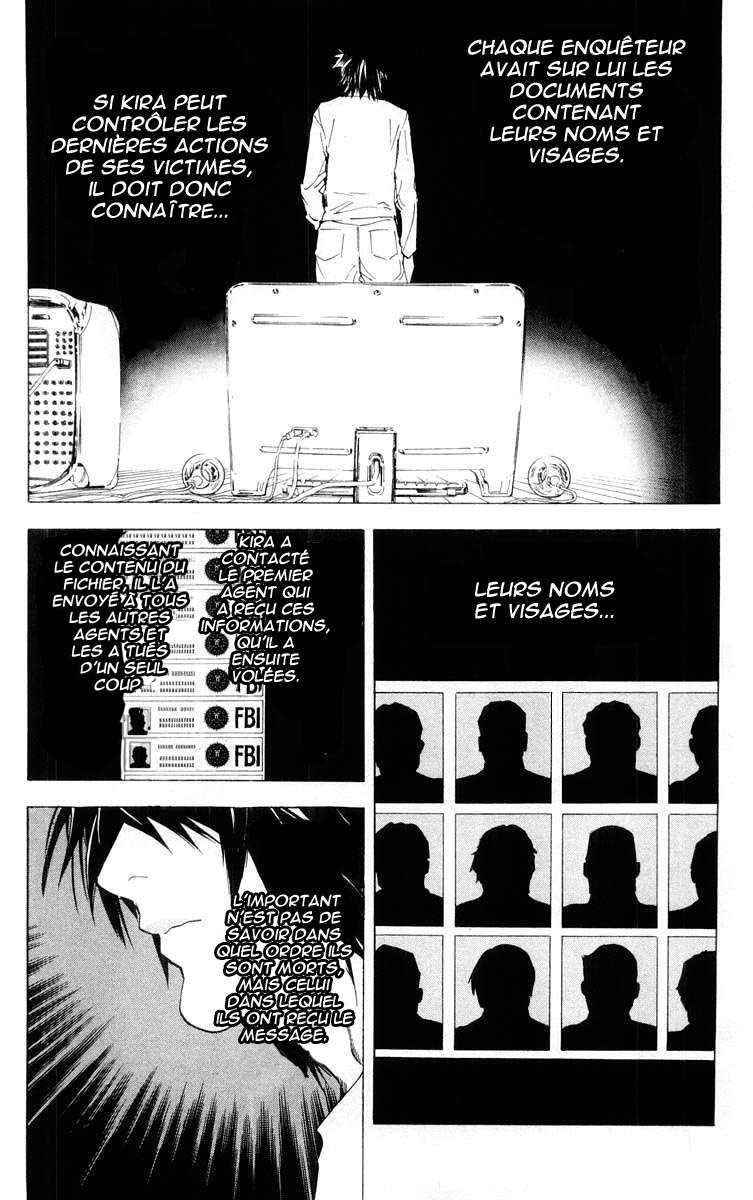 CHAQUE ENQUÊTEUR
AVAIT SUR LUI LES
DOCUMENTS
CONTENANT
LEURS NOMS ET
VISAGES.
SI KIRA PEUT
CONTRÔLER LES
DERNIÈRES ACTIONS
DE SES VICTIMES,
IL DOIT DONC
CONNAÎTRE...
LEURS NOMS
ET VISAGES...
KIRA A
CONTACTÉ
LE PREMIER
AGENT QUI
A REÇU CES
INFORMATIONS,
QU'IL A
ENSUITE
VOLÉES.
CONNAISSANT
LE CONTENU DU
FICHIER, IL L'A
ENVOYÉ À TOUS
LES AUTRES
AGENTS ET
LES A TUÉS
D'UN SEUL
COUP
FBI
FBI
FBI
L'IMPORTANT
N'EST PAS DE
SAVOIR DANS
QUEL ORDRE ILS
SONT MORTS,
MAIS CELUI
DANS LEQUEL
ILS ONT REÇU LE
MESSAGE.